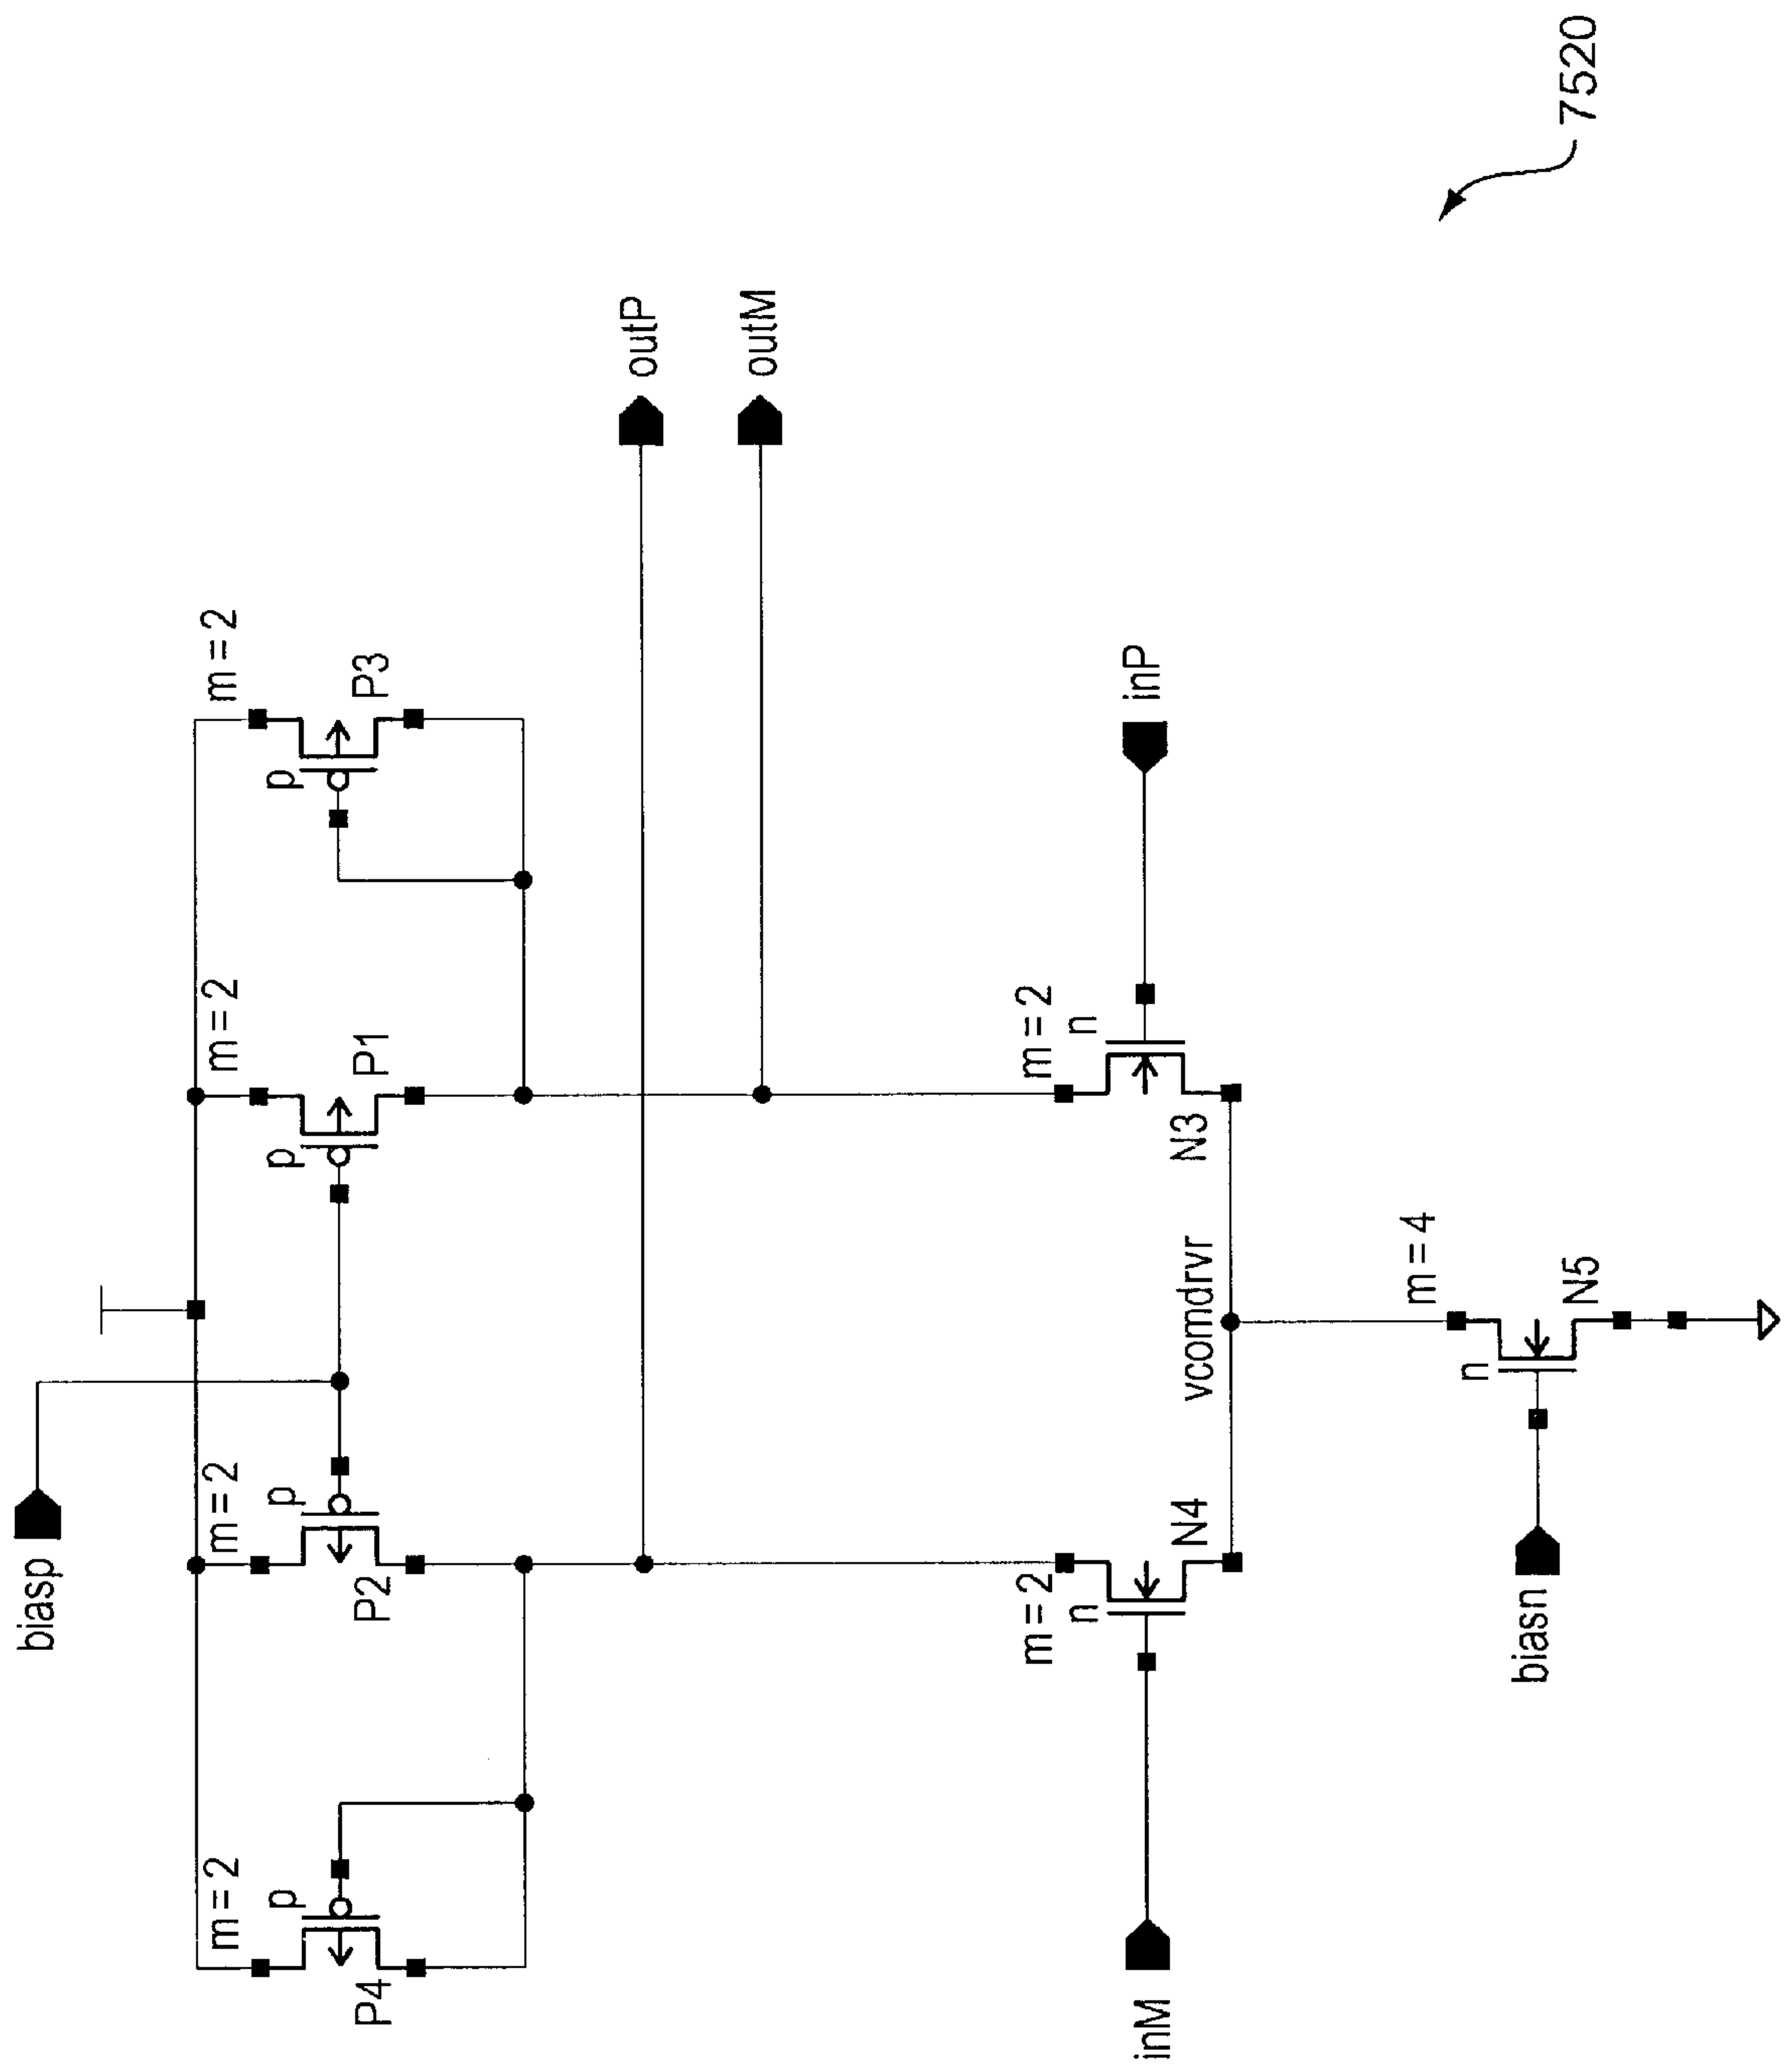 biasp
m=2 m=2 m=2 m=2
p p p p
P4 P2 P1 P3
outP
outM
m=2 m=2
n n
inM inP
N4 vcomdrvr N3
m=4
n
biasn
N5
7520